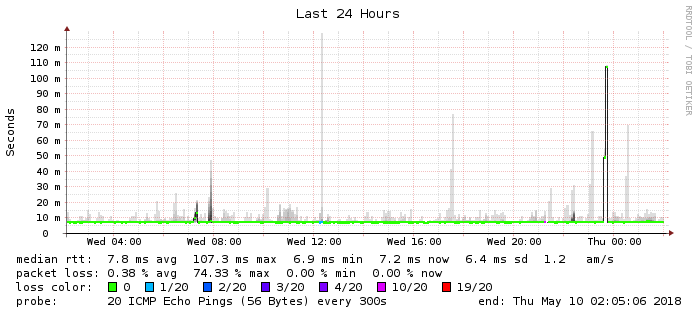 Last 24 Hours
RRDTOOL / TOBI OETIKER
Seconds
120 m
110 m
100 m
90 m
80 m
70 m
60 m
50 m
40 m
30 m
20 m
10 m
0
Wed 04:00 Wed 08:00 Wed 12:00 Wed 16:00 Wed 20:00 Thu 00:00
median rtt: 7.8 ms avg 107.3 ms max 6.9 ms min 7.2 ms now 6.4 ms sd 1.2 am/s
packet loss: 0.38 % avg 74.33 % max 0.00 % min 0.00 % now
loss color: 0 1/20 2/20 3/20 4/20 10/20 19/20
probe: 20 ICMP Echo Pings (56 Bytes) every 300s end: Thu May 10 02:05:06 2018